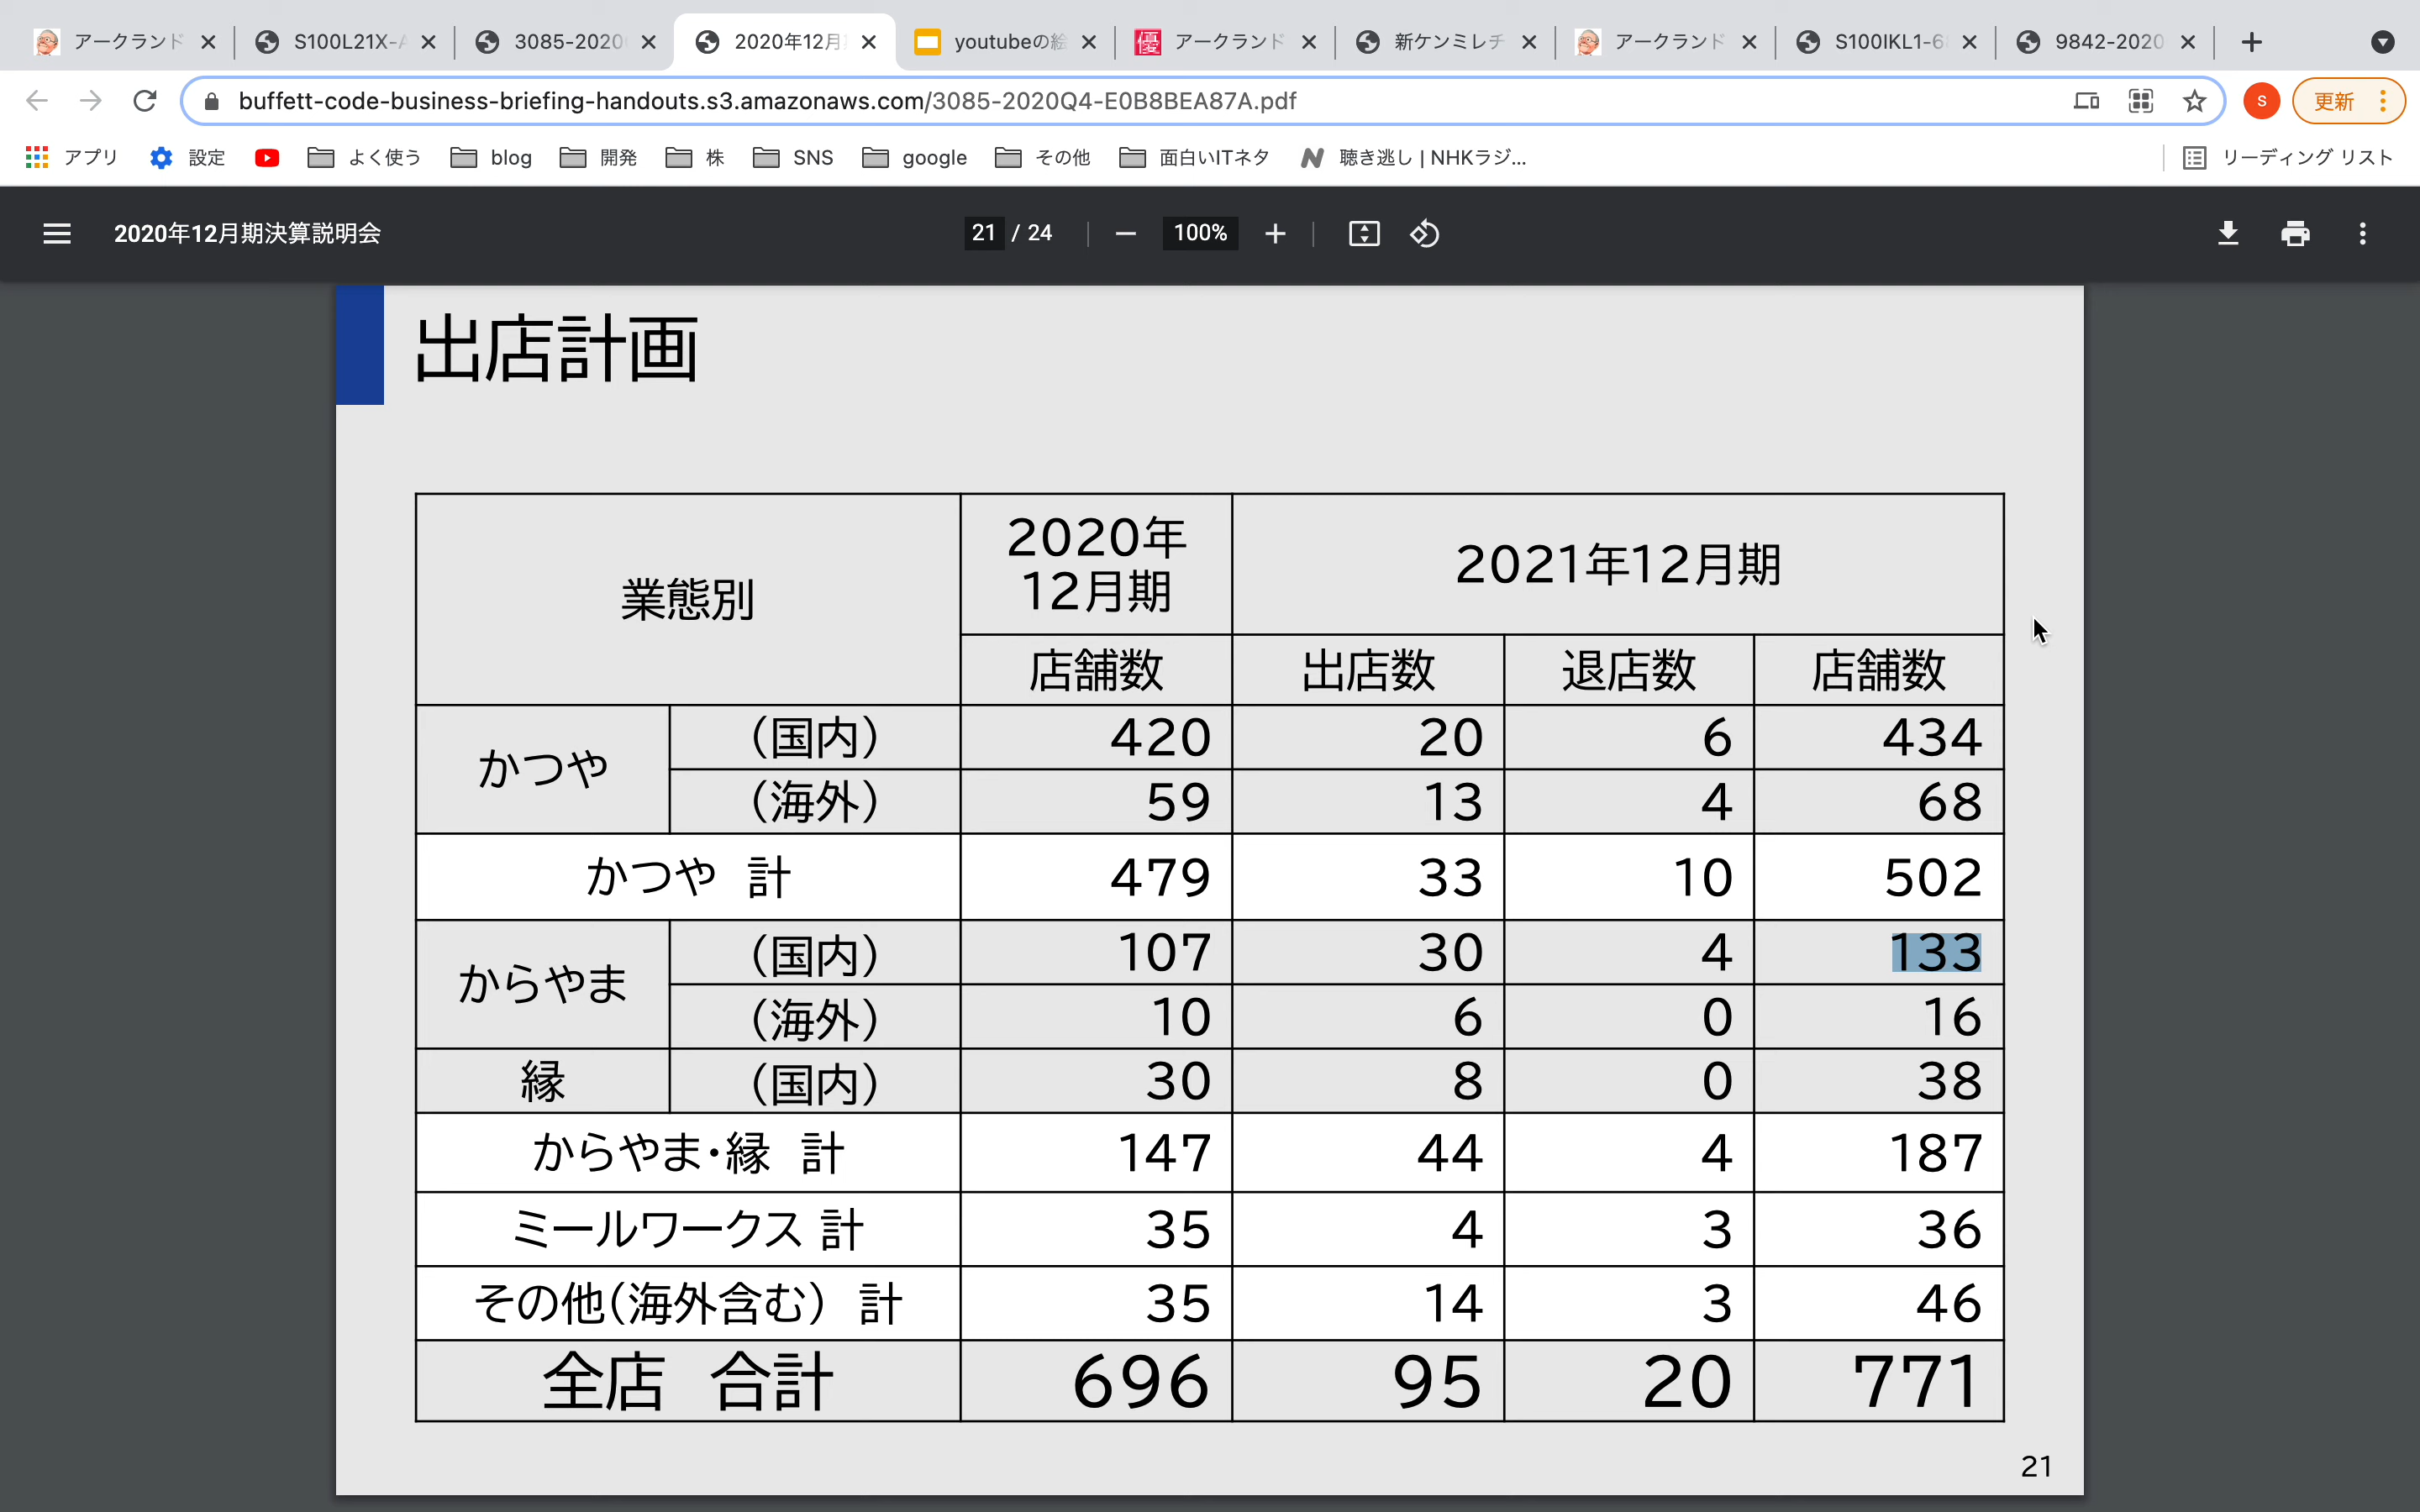 アークランド
S100L21X-A
3085-2020
2020年12月
youtubeの絵
アークランド
新ケンミレチ
アークランド
S100IKL1-6
9842-2020
buffett-code-business-briefing-handouts.s3.amazonaws.com/3085-2020Q4-E0B8BEA87A.pdf
S
更新
アプリ
設定
よく使う
blog
開発
株
SNS
google
その他
面白いITネタ
聴き逃し | NHKラジ...
リーディング リスト
2020年12月期決算説明会
21 / 24
100%
出店計画
業態別 2020年 12月期 2021年12月期
店舗数 出店数 退店数 店舗数
かつや (国内) 420 20 6 434
(海外) 59 13 4 68
かつや 計 479 33 10 502
からやま (国内) 107 30 4 133
(海外) 10 6 0 16
縁 (国内) 30 8 0 38
からやま・縁 計 147 44 4 187
ミールワークス 計 35 4 3 36
その他(海外含む) 計 35 14 3 46
全店 合計 696 95 20 771
21